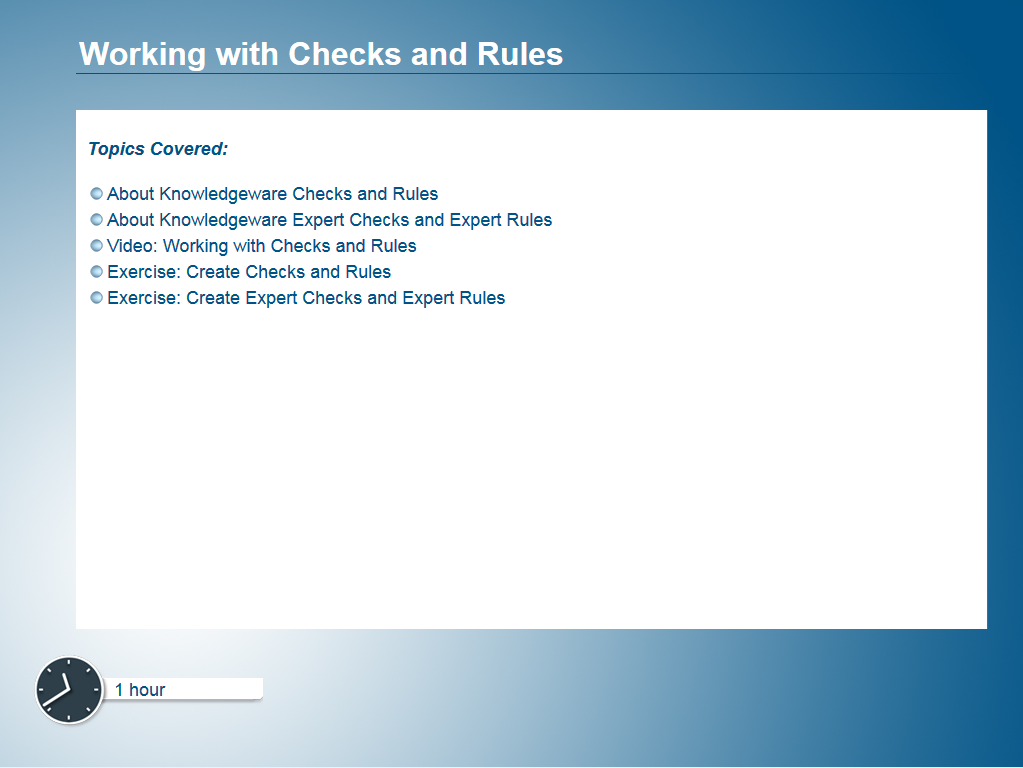 Working with Checks and Rules
Topics Covered:
About Knowledgeware Checks and Rules
About Knowledgeware Expert Checks and Expert Rules
Video: Working with Checks and Rules
Exercise: Create Checks and Rules
Exercise: Create Expert Checks and Expert Rules
1 hour